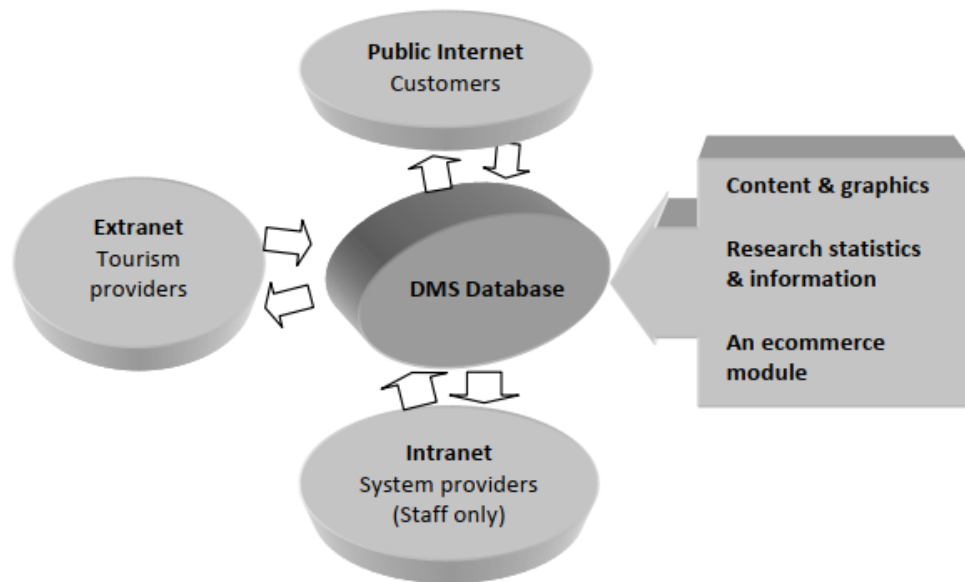 Public Internet
Customers
Extranet
Tourism
providers
DMS Database
Content & graphics
Research statistics
& information
An ecommerce
module
Intranet
System providers
(Staff only)